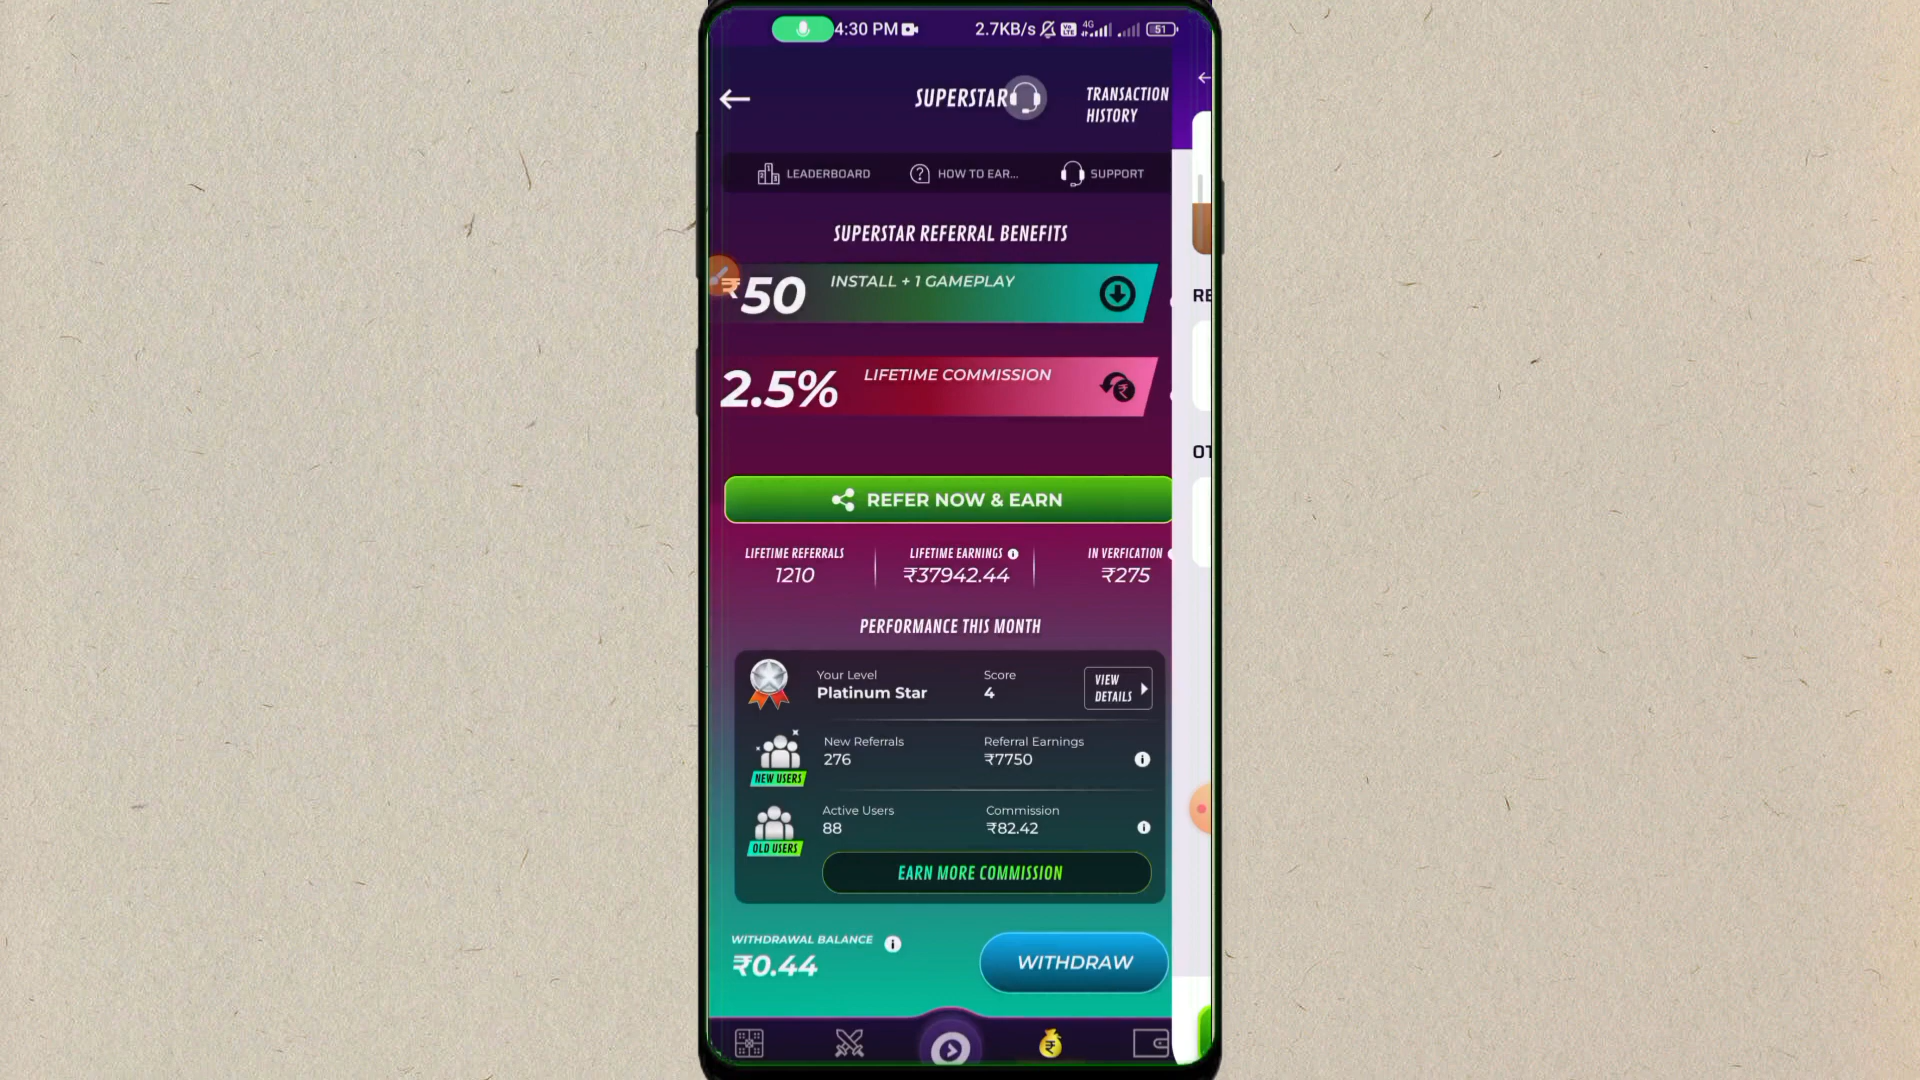 4:30 PM 2.7KB/s 4G 51
SUPERSTAR
TRANSACTION
HISTORY
LEADERBOARD HOW TO EAR... SUPPORT
SUPERSTAR REFERRAL BENEFITS
₹50 INSTALL + 1 GAMEPLAY
RE
2.5% LIFETIME COMMISSION
OT
REFER NOW & EARN
LIFETIME REFERRALS LIFETIME EARNINGS IN VERFICATION
1210 ₹37942.44 ₹275
PERFORMANCE THIS MONTH
Your Level Score
Platinum Star 4
VIEW
DETAILS
New Referrals Referral Earnings
276 ₹7750
NEW USERS
Active Users Commission
88 ₹82.42
OLD USERS
EARN MORE COMMISSION
WITHDRAWAL BALANCE
₹0.44
WITHDRAW